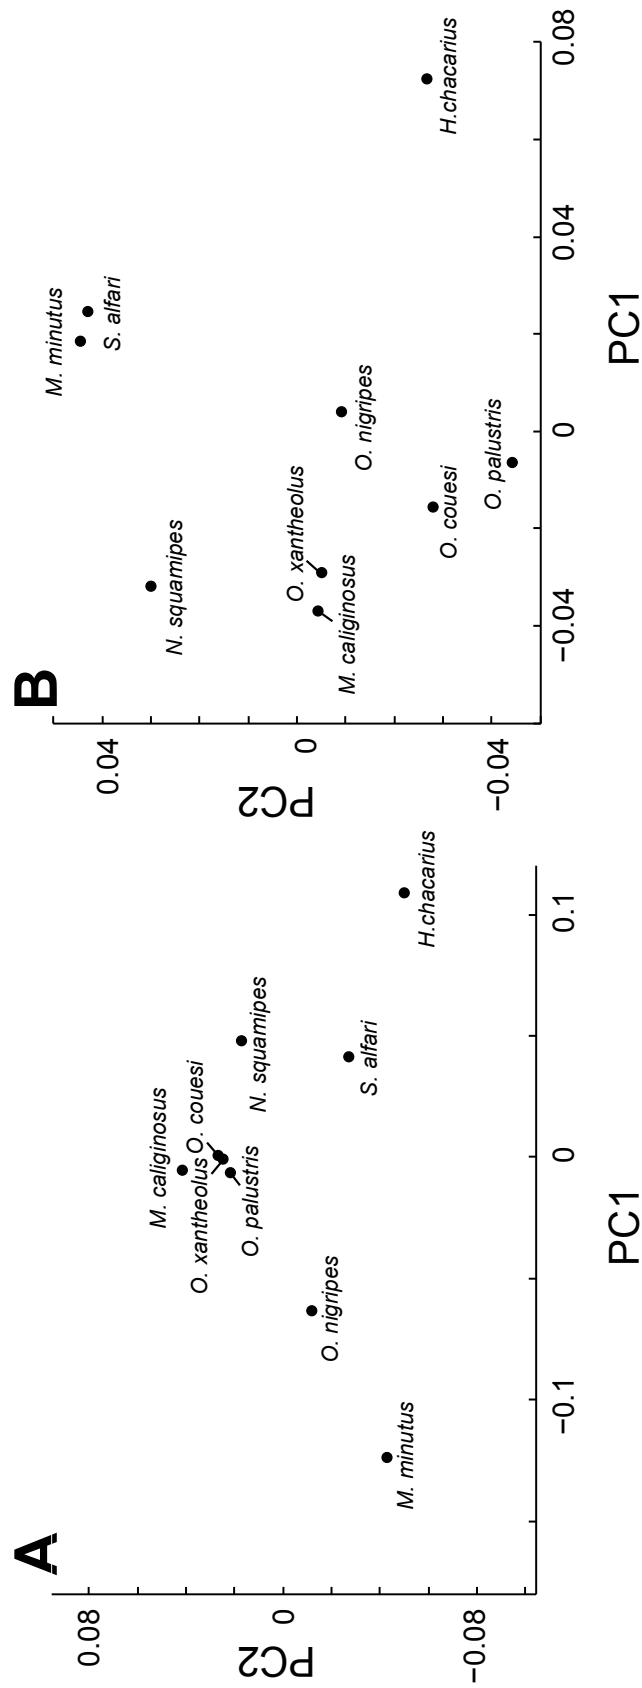 A
0.08
0
−0.08
PC2
−0.1
0
0.1
PC1
M. caliginosus
O. couesi
O. xantheolus
O. palustris
N. squamipes
O. nigripes
S. alfari
M. minutus
H.chacarius
B
0.04
0
−0.04
PC2
−0.04
0
0.04
0.08
PC1
M. minutus
S. alfari
N. squamipes
O. xantheolus
M. caliginosus
O. nigripes
O. couesi
O. palustris
H.chacarius